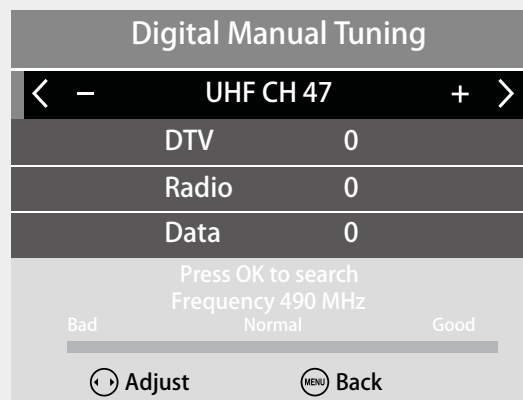 Digital Manual Tuning
< − UHF CH 47 + >
DTV 0
Radio 0
Data 0
Press OK to search
Frequency 490 MHz
Bad Normal Good
Adjust MENU Back